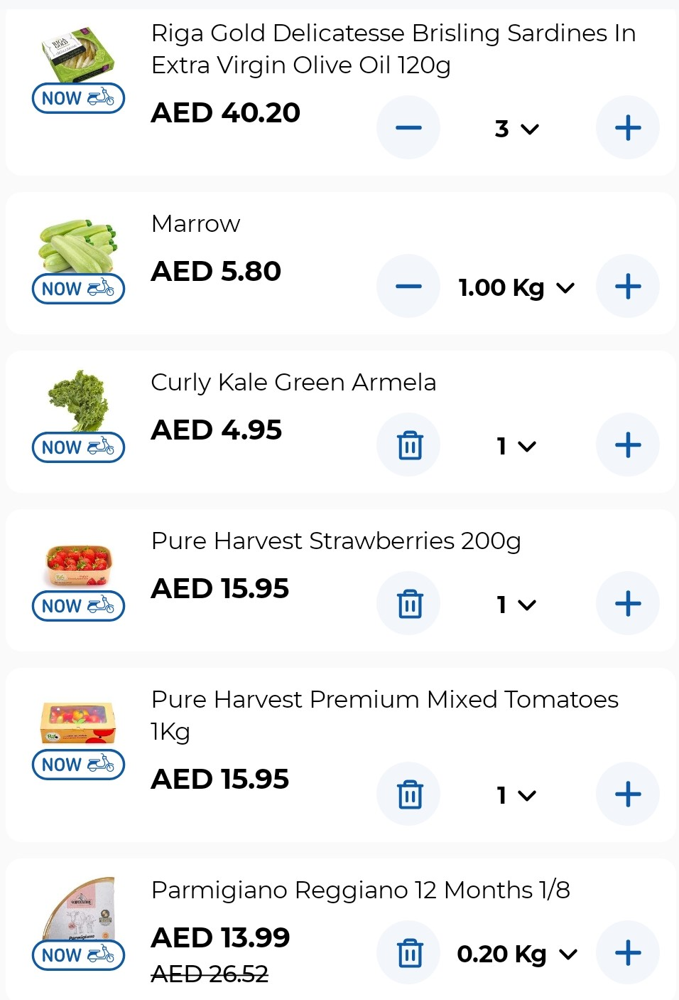 Riga Gold Delicatesse Brisling Sardines In
Extra Virgin Olive Oil 120g
RIGA
GOLD
NOW
AED 40.20
3
Marrow
AED 5.80
NOW
1.00 Kg
Curly Kale Green Armela
AED 4.95
NOW
1
Pure Harvest Strawberries 200g
AED 15.95
NOW
1
Pure Harvest Premium Mixed Tomatoes
1Kg
AED 15.95
NOW
1
Parmigiano Reggiano 12 Months 1/8
AED 13.99
Parmigiano
NOW
0.20 Kg
AED 26.52